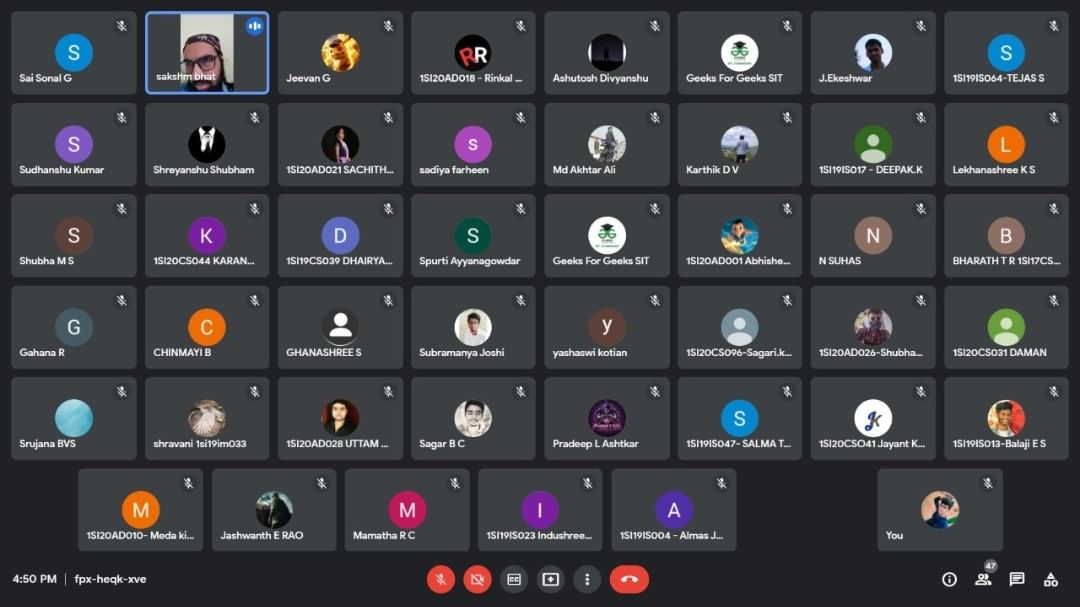 S
Sai Sonal G
sakshm bhat
Jeevan G
RR
1SI20AD018 - Rinkal ...
Ashutosh Divyanshu
Geeks For Geeks SIT
J.Ekeshwar
S
1SI19IS064-TEJAS S
S
Sudhanshu Kumar
Shreyanshu Shubham
1SI20AD021 SACHITH...
s
sadiya farheen
Md Akhtar Ali
Karthik D V
1SI19IS017 - DEEPAK.K
L
Lekhanashree K S
S
Shubha M S
K
1SI20CS044 KARAN...
D
1SI19CS039 DHAIRYA...
S
Spurti Ayyanagowdar
Geeks For Geeks SIT
1SI20AD001 Abhishe...
N
N SUHAS
B
BHARATH T R 1SI17CS...
G
Gahana R
C
CHINMAYI B
GHANASHREE S
Subramanya Joshi
y
yashaswi kotian
1SI20CS096-Sagari.k...
1SI20AD026-Shubha...
1SI20CS031 DAMAN
Srujana BVS
shravani 1si19im033
1SI20AD028 UTTAM ...
Sagar B C
Pradeep L Ashtkar
S
1SI19IS047- SALMA T...
JK
1SI20CSO41 Jayant K...
1SI19IS013-Balaji E S
M
1SI20AD010- Meda ki...
Jashwanth E RAO
M
Mamatha R C
I
1SI19IS023 Indushree...
A
1SI19IS004 - Almas J...
You
4:50 PM | fpx-heqk-xve
47